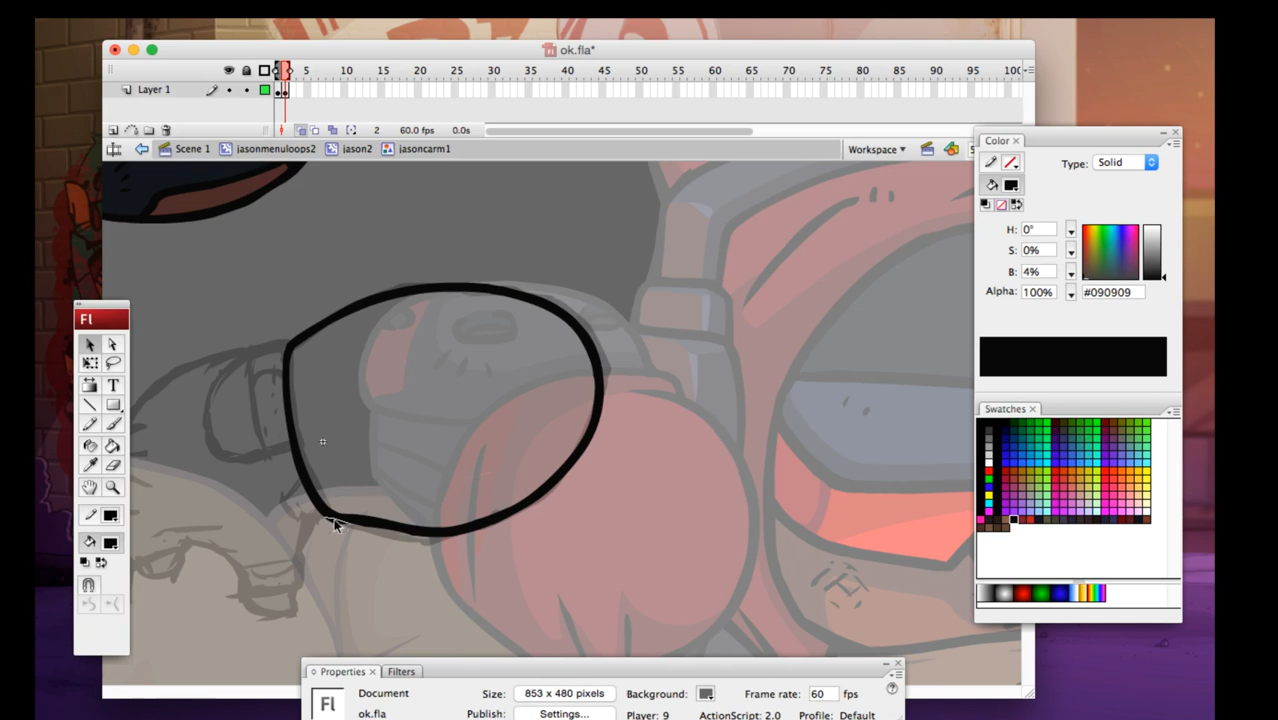 ok.fla*
5 10 15 20 25 30 35 40 45 50 55 60 65 70 75 80 85 90 95 100
Layer 1
2 60.0 fps 0.0s
Scene 1 jasonmenuloops2 jason2 jasoncarm1 Workspace
Color
Type: Solid
H: 0°
S: 0%
B: 4%
Alpha: 100% #090909
Fl
T
Swatches
Properties Filters
Fl
Document Size: 853 x 480 pixels Background: Frame rate: 60 fps
ok.fla Publish: Settings... Player: 9 ActionScript: 2.0 Profile: Default